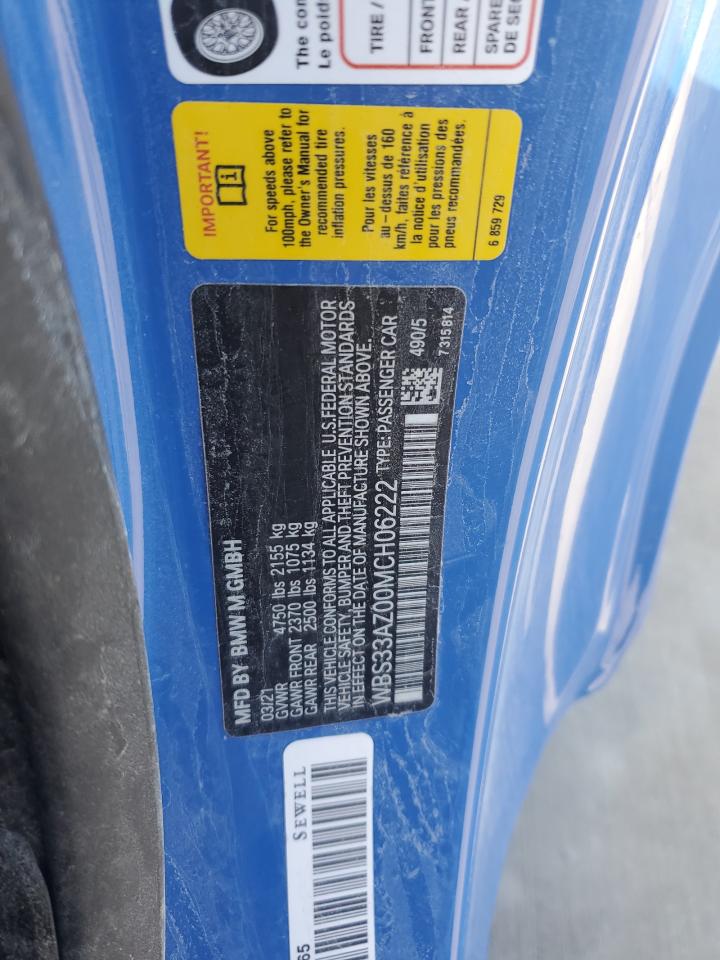 The con
Le poid
TIRE /
FRONT
REAR /
SPARE
DE SE
IMPORTANT!
For speeds above
100mph, please refer to
the Owner's Manual for
recommended tire
inflation pressures.
Pour les vitesses
au-dessus de 160
km/h, faites référence à
la notice d'utilisation
pour les pressions des
pneus recommandées.
6 859 729
MFD BY BMW M GMBH
03/21
GVWR 4750 lbs 2155 kg
GAWR FRONT 2370 lbs 1075 kg
GAWR REAR 2500 lbs 1134 kg
THIS VEHICLE CONFORMS TO ALL APPLICABLE U.S. FEDERAL MOTOR
VEHICLE SAFETY, BUMPER AND THEFT PREVENTION STANDARDS
IN EFFECT ON THE DATE OF MANUFACTURE SHOWN ABOVE.
WBS33AZ00MCH06222 TYPE:PASSENGER CAR
490/5
7 315 814
SEWELL
65